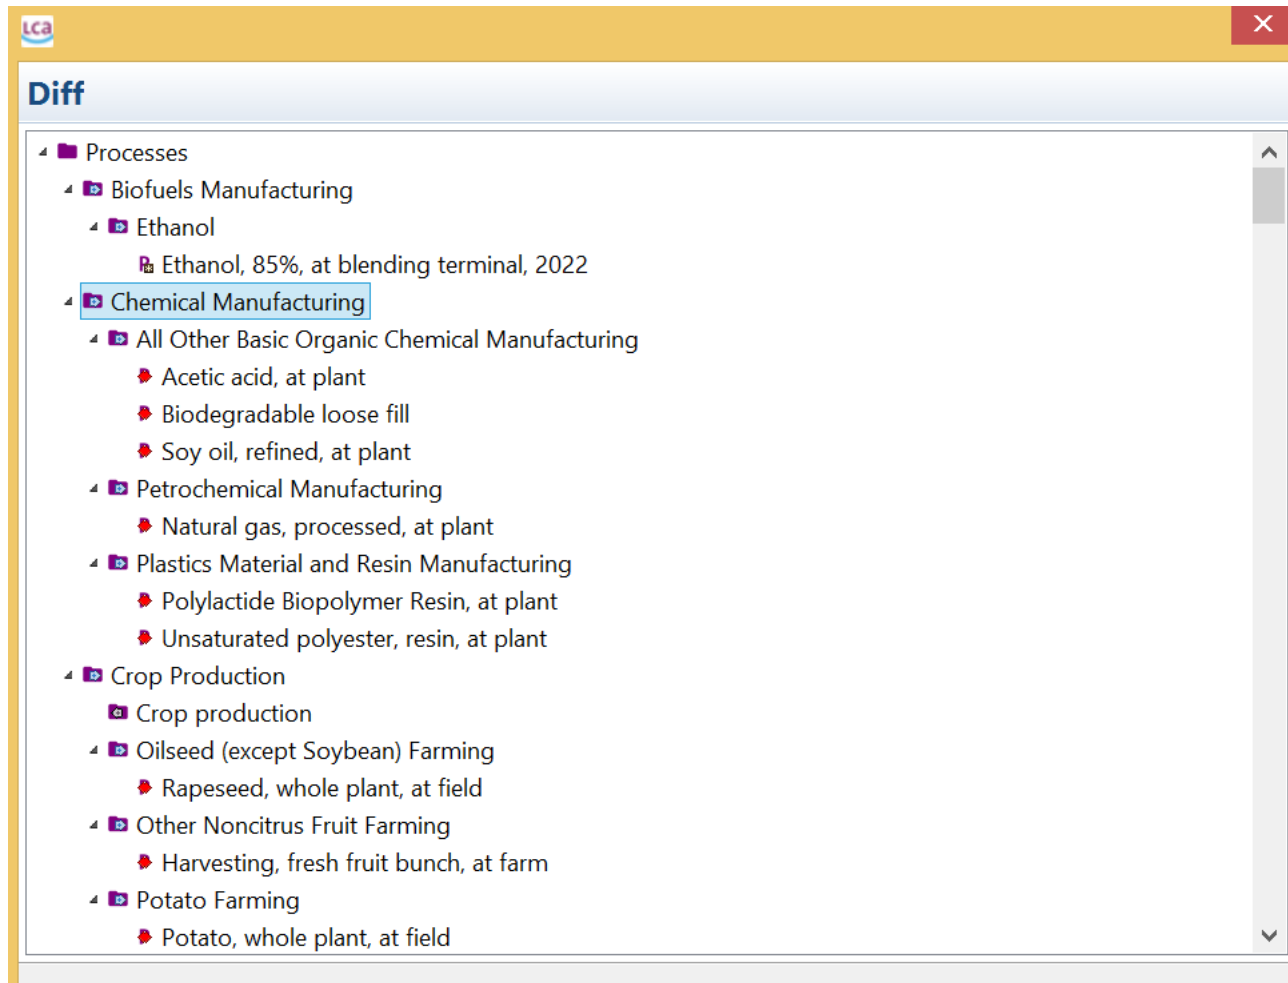 LCa
Diff
Processes
Biofuels Manufacturing
Ethanol
Ethanol, 85%, at blending terminal, 2022
Chemical Manufacturing
All Other Basic Organic Chemical Manufacturing
Acetic acid, at plant
Biodegradable loose fill
Soy oil, refined, at plant
Petrochemical Manufacturing
Natural gas, processed, at plant
Plastics Material and Resin Manufacturing
Polylactide Biopolymer Resin, at plant
Unsaturated polyester, resin, at plant
Crop Production
Crop production
Oilseed (except Soybean) Farming
Rapeseed, whole plant, at field
Other Noncitrus Fruit Farming
Harvesting, fresh fruit bunch, at farm
Potato Farming
Potato, whole plant, at field